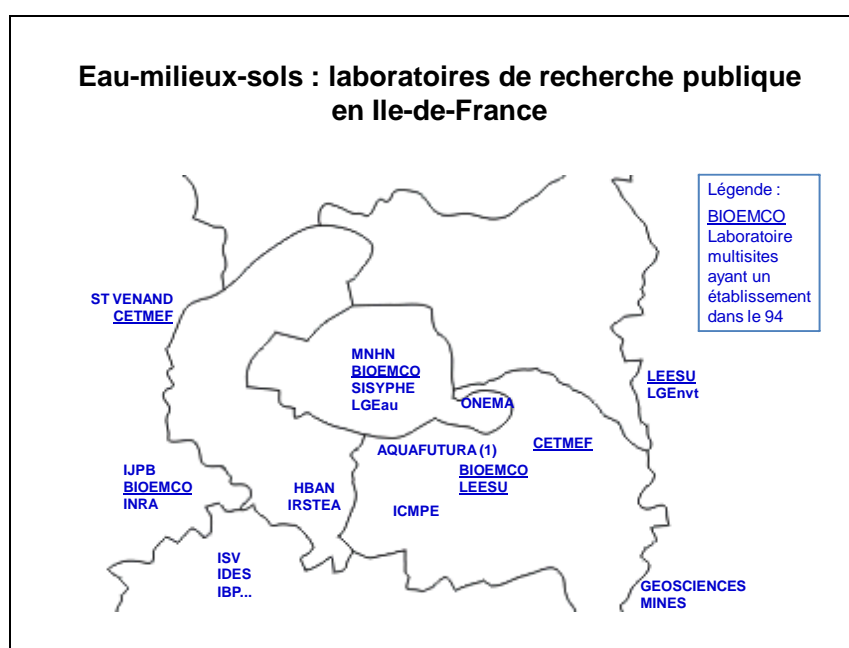 Eau-milieux-sols : laboratoires de recherche publique
en Ile-de-France
Légende :
BIOEMCO
Laboratoire
multisites
ayant un
établissement
dans le 94
ST VENAND
CETMEF
MNHN
BIOEMCO
SISYPHE
LGEau
ONEMA
LEESU
LGEnvt
AQUAFUTURA (1)
CETMEF
BIOEMCO
LEESU
IJPB
BIOEMCO
INRA
HBAN
IRSTEA
ICMPE
ISV
IDES
IBP...
GEOSCIENCES
MINES